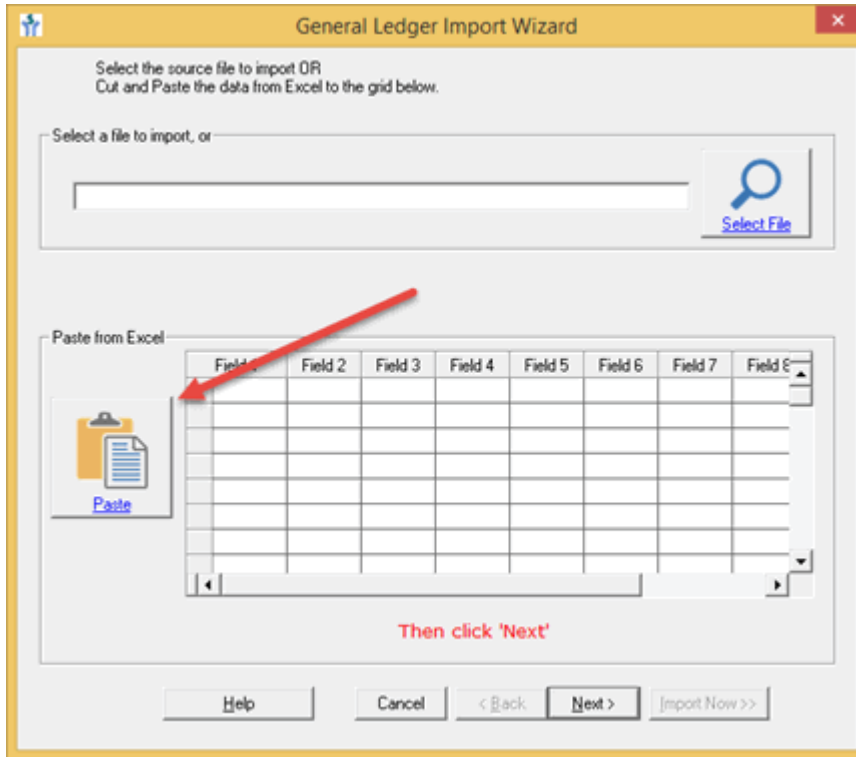 General Ledger Import Wizard
Select the source file to import OR
Cut and Paste the data from Excel to the grid below.
Select a file to import, or
Select File
Paste from Excel
Field 2 Field 3 Field 4 Field 5 Field 6 Field 7 Field 8
Paste
Then click 'Next'
Help Cancel < Back Next > Import Now >>